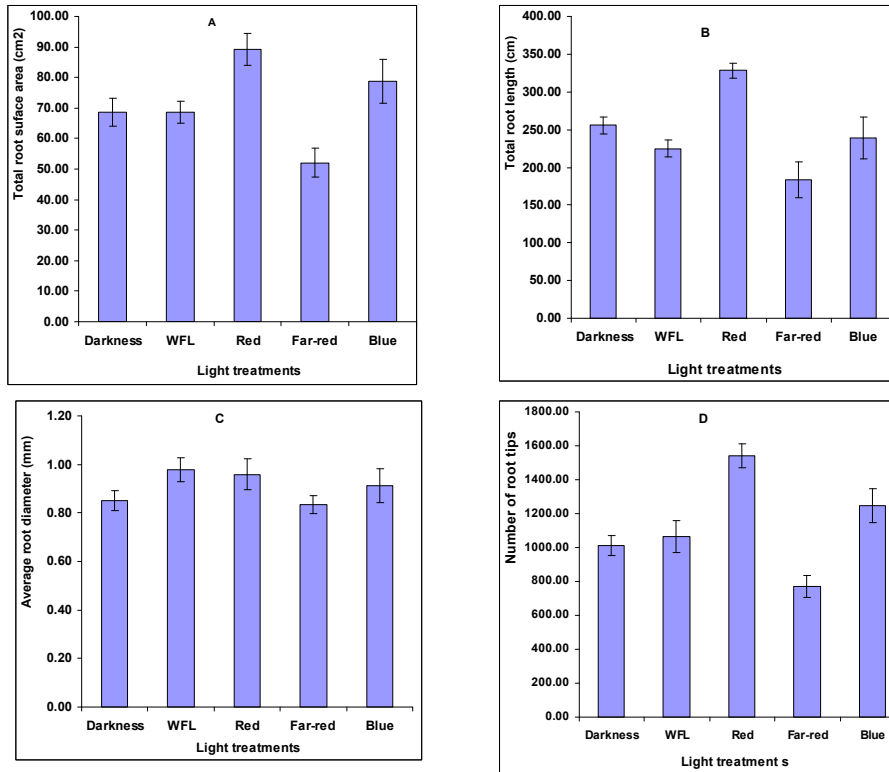 A
Total root suface area (cm2)
100.00
90.00
80.00
70.00
60.00
50.00
40.00
30.00
20.00
10.00
0.00
Darkness WFL Red Far-red Blue
Light treatments
B
Total root length (cm)
400.00
350.00
300.00
250.00
200.00
150.00
100.00
50.00
0.00
Darkness WFL Red Far-red Blue
Light treatments
C
Average root diameter (mm)
1.20
1.00
0.80
0.60
0.40
0.20
0.00
Darkness WFL Red Far-red Blue
Light treatments
D
Number of root tips
1800.00
1600.00
1400.00
1200.00
1000.00
800.00
600.00
400.00
200.00
0.00
Darkness WFL Red Far-red Blue
Light treatment s